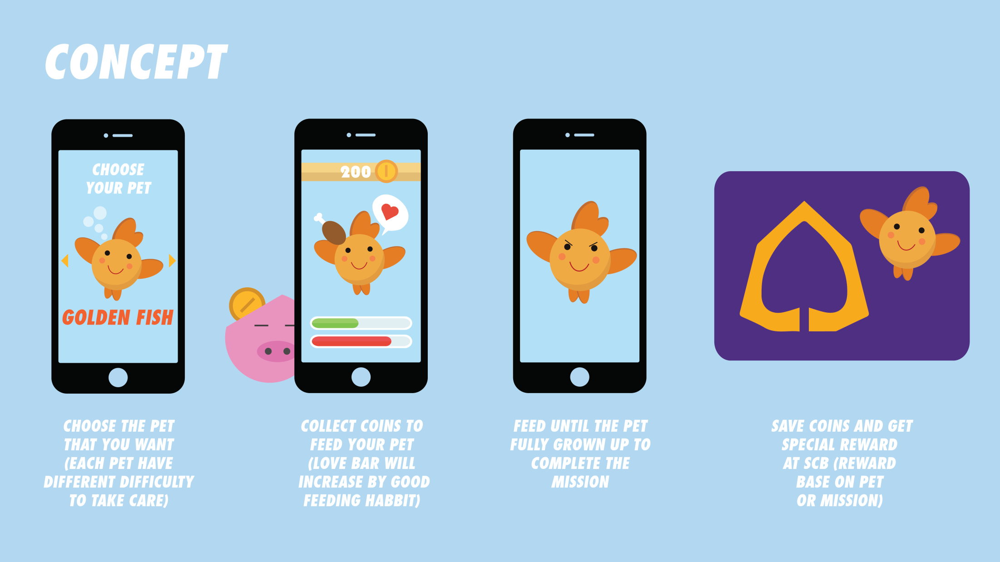 CONCEPT
CHOOSE
YOUR PET
GOLDEN FISH
200
CHOOSE THE PET
THAT YOU WANT
(EACH PET HAVE
DIFFERENT DIFFICULTY
TO TAKE CARE)
COLLECT COINS TO
FEED YOUR PET
(LOVE BAR WILL
INCREASE BY GOOD
FEEDING HABBIT)
FEED UNTIL THE PET
FULLY GROWN UP TO
COMPLETE THE
MISSION
SAVE COINS AND GET
SPECIAL REWARD
AT SCB (REWARD
BASE ON PET
OR MISSION)